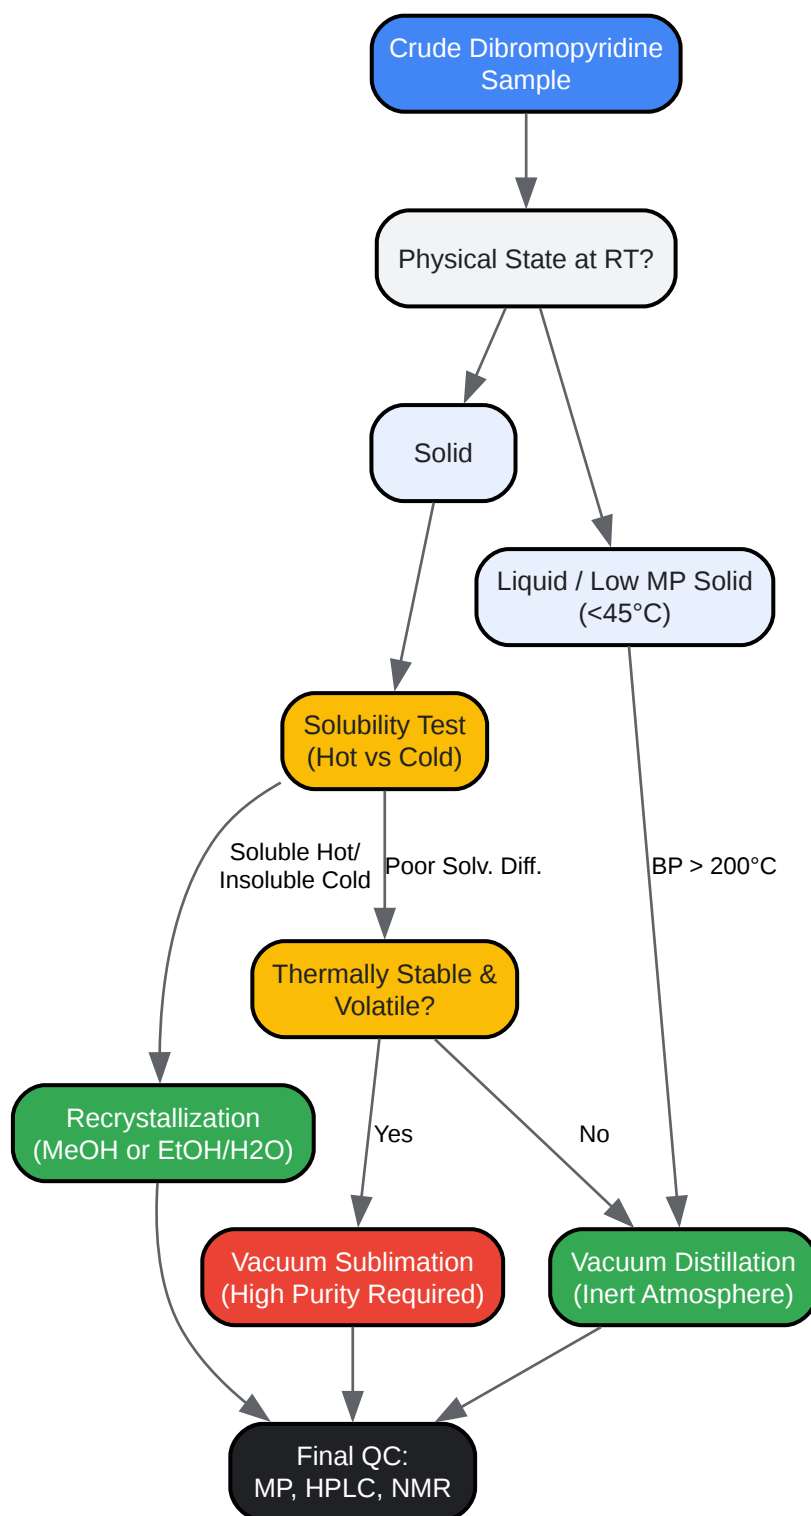 Crude Dibromopyridine
Sample
Physical State at RT?
Solid
Liquid / Low MP Solid
(<45°C)
Solubility Test
(Hot vs Cold)
Soluble Hot/
Insoluble Cold
Poor Solv. Diff.
BP > 200°C
Thermally Stable &
Volatile?
Recrystallization
(MeOH or EtOH/H2O)
Yes
No
Vacuum Sublimation
(High Purity Required)
Vacuum Distillation
(Inert Atmosphere)
Final QC:
MP, HPLC, NMR